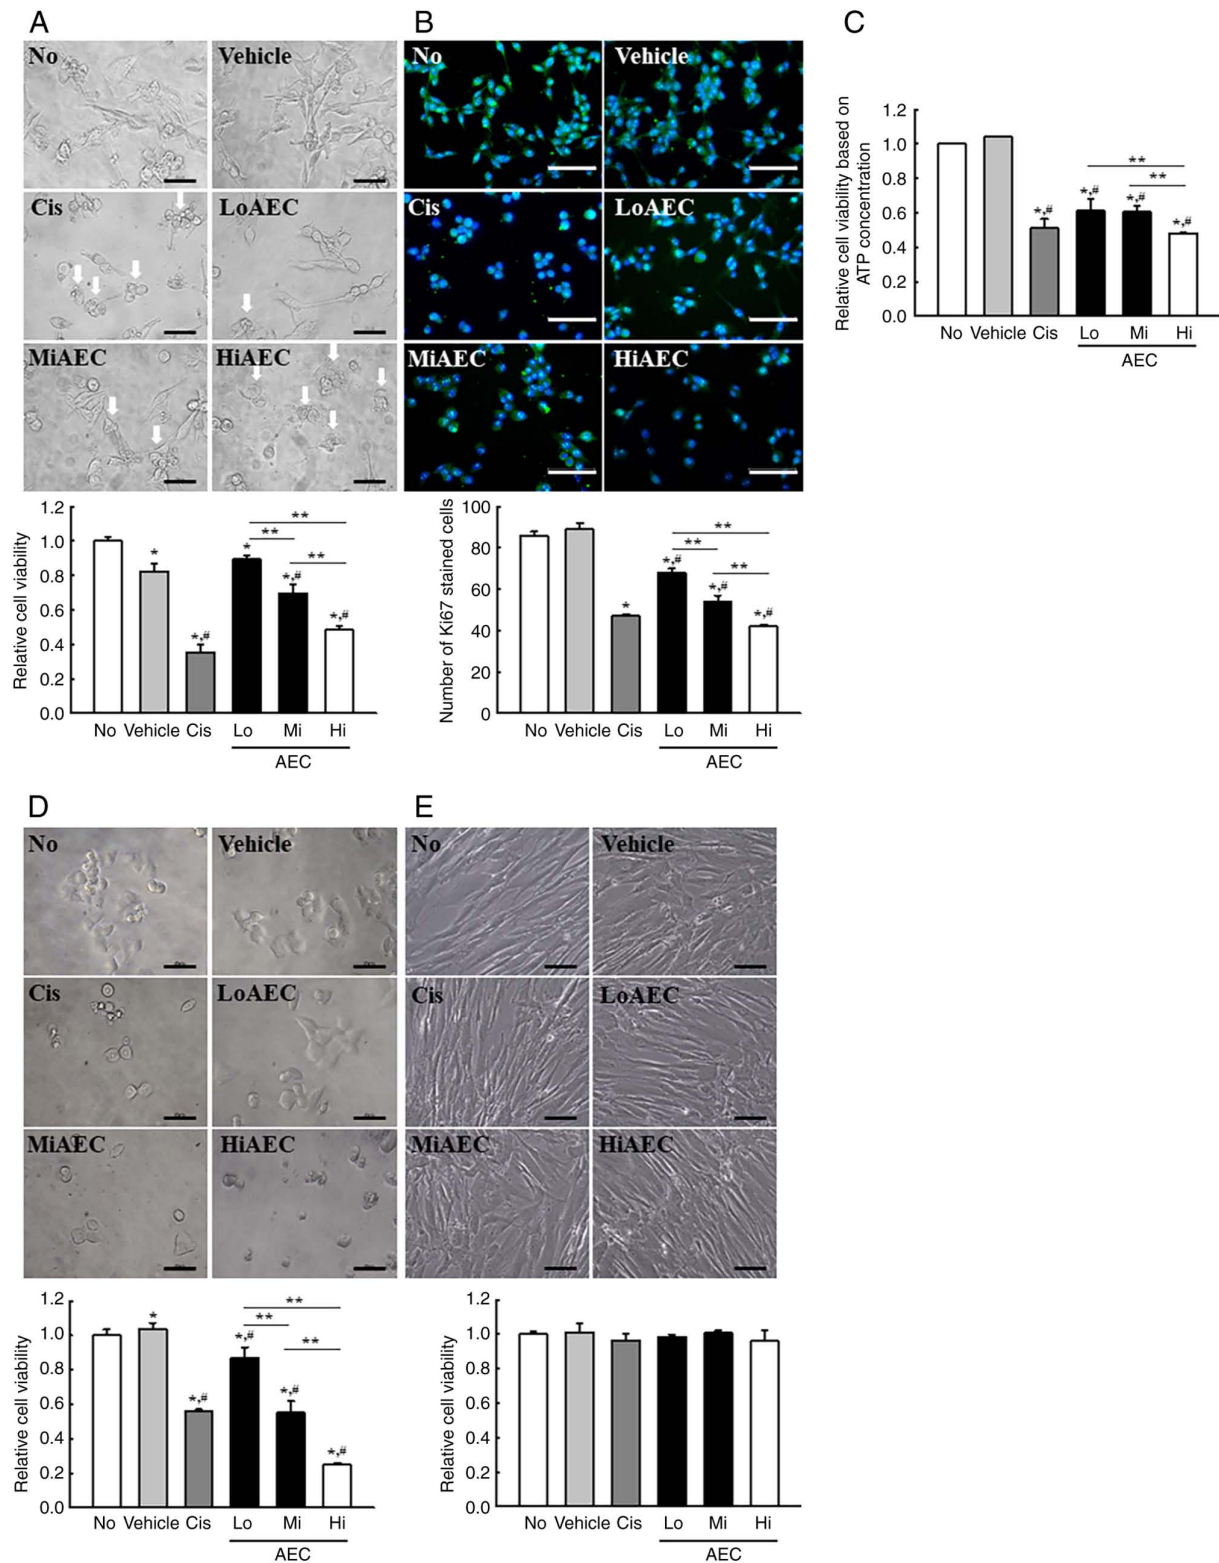 A
No
Vehicle
Cis
LoAEC
MiAEC
HiAEC
Relative cell viability
1.2
1.0
0.8
0.6
0.4
0.2
0.0
*
*,#
*
*,#
*,#
**
**
**
No Vehicle Cis Lo Mi Hi
AEC
B
No
Vehicle
Cis
LoAEC
MiAEC
HiAEC
Number of Ki67 stained cells
100
80
60
40
20
0
*
*,#
*,#
*,#
**
**
**
No Vehicle Cis Lo Mi Hi
AEC
C
Relative cell viability based on
ATP concentration
1.2
1.0
0.8
0.6
0.4
0.2
0.0
*,#
*,#
*,#
*,#
**
**
No Vehicle Cis Lo Mi Hi
AEC
D
No
Vehicle
Cis
LoAEC
MiAEC
HiAEC
Relative cell viability
1.2
1.0
0.8
0.6
0.4
0.2
0.0
*
*,#
*,#
*,#
*,#
**
**
**
No Vehicle Cis Lo Mi Hi
AEC
E
No
Vehicle
Cis
LoAEC
MiAEC
HiAEC
Relative cell viability
1.2
1.0
0.8
0.6
0.4
0.2
0.0
No Vehicle Cis Lo Mi Hi
AEC